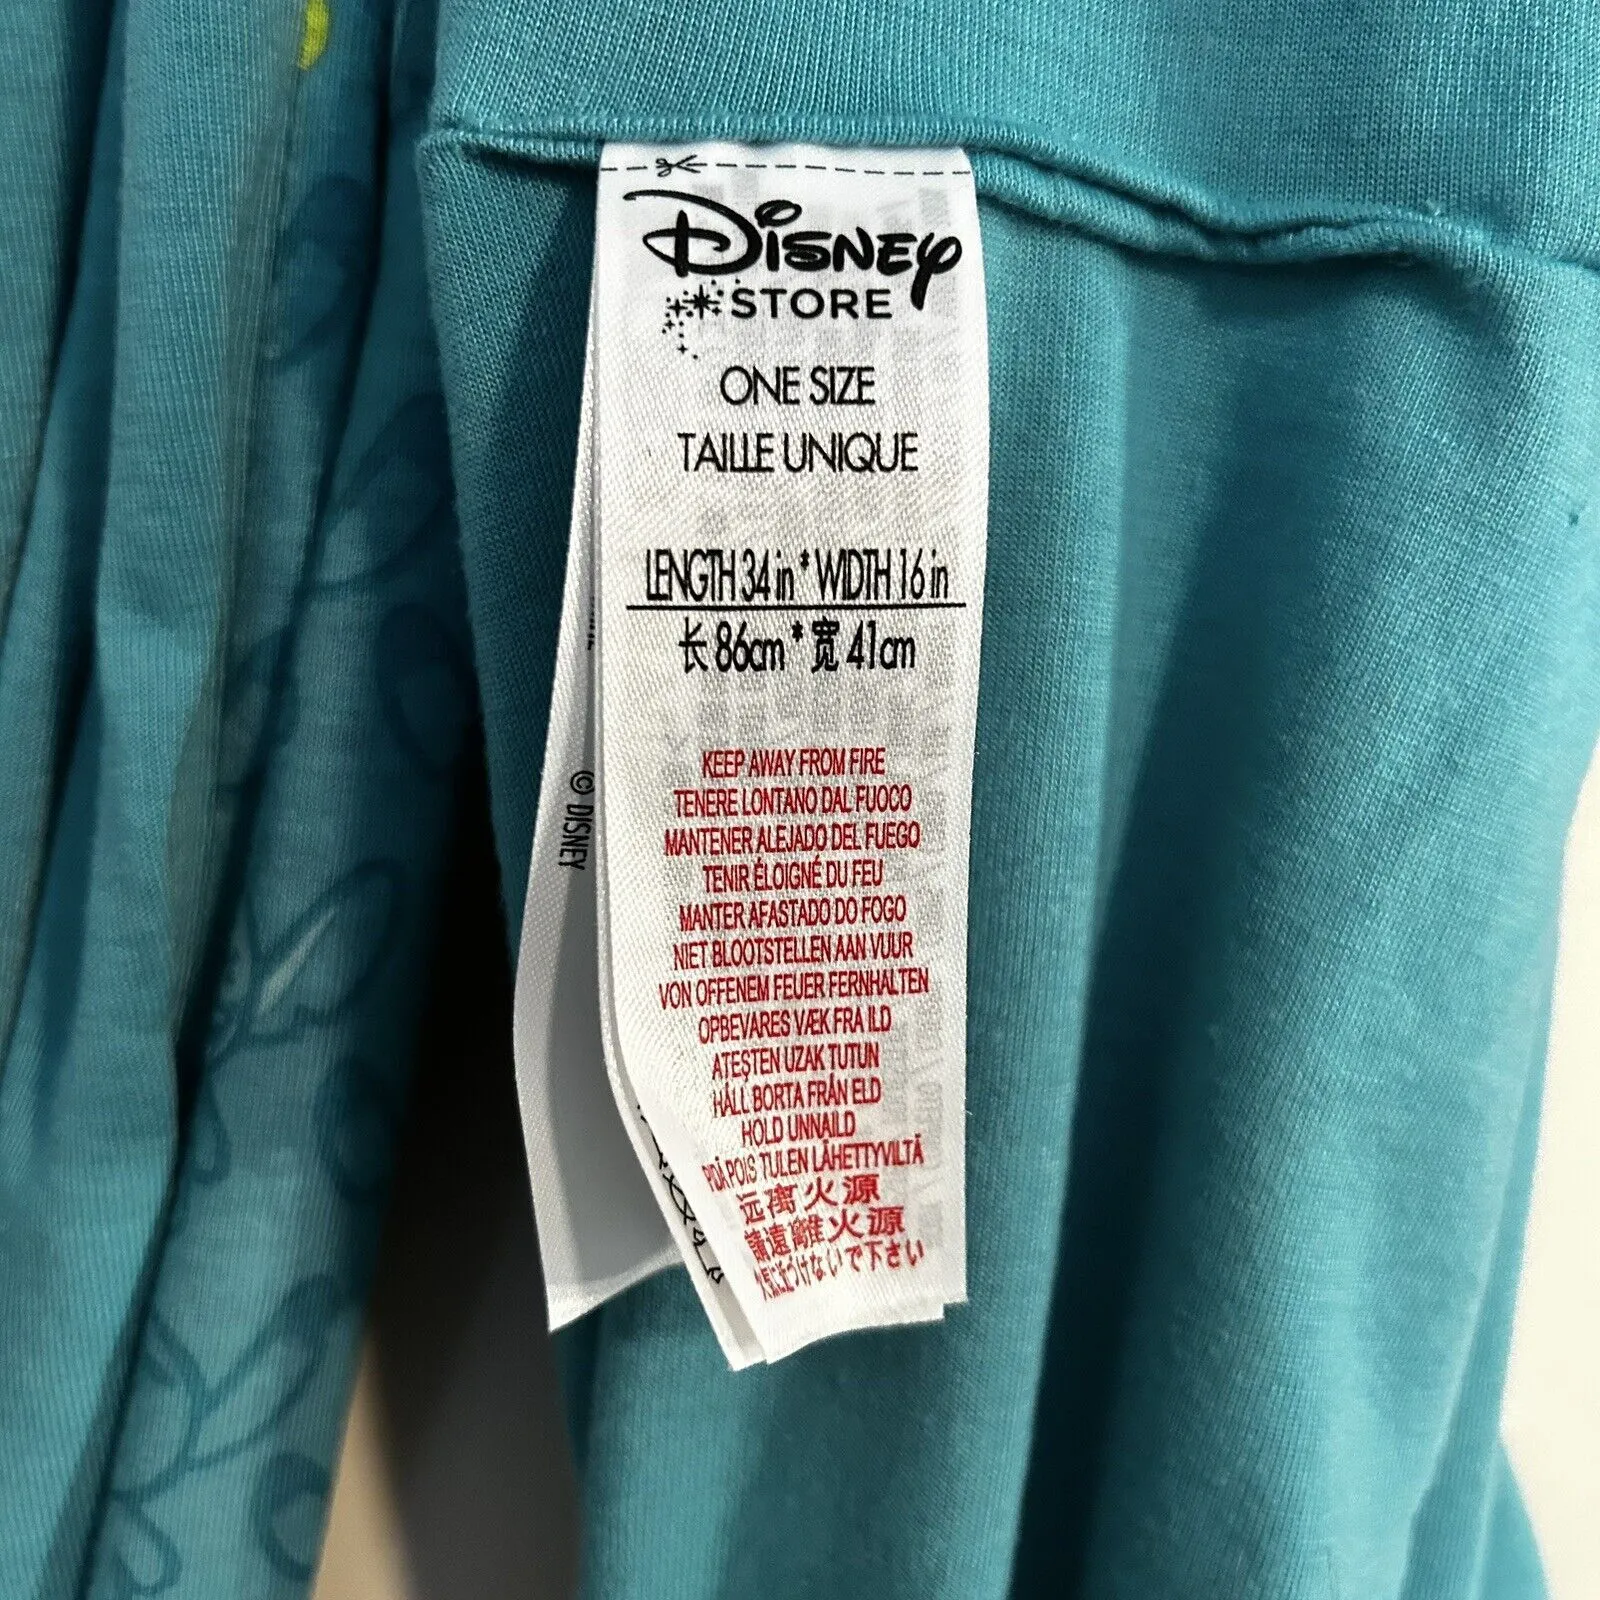 Disney
STORE
ONE SIZE
TAILLE UNIQUE
LENGTH 34 in * WIDTH 16 in
长 86cm * 宽 41cm
KEEP AWAY FROM FIRE
TENERE LONTANO DAL FUOCO
MANTENER ALEJADO DEL FUEGO
TENIR ÉLOIGNÉ DU FEU
MANTER AFASTADO DO FOGO
NIET BLOOTSTELLEN AAN VUUR
VON OFFENEM FEUER FERNHALTEN
OPBEVARES VÆK FRA ILD
ATEŞTEN UZAK TUTUN
HÅLL BORTA FRÅN ELD
HOLD UNNA ILD
PIDÄ POIS TULEN LÄHETTYVILTÄ
远离火源
請遠離火源
火気に近づけないで下さい
© DISNEY